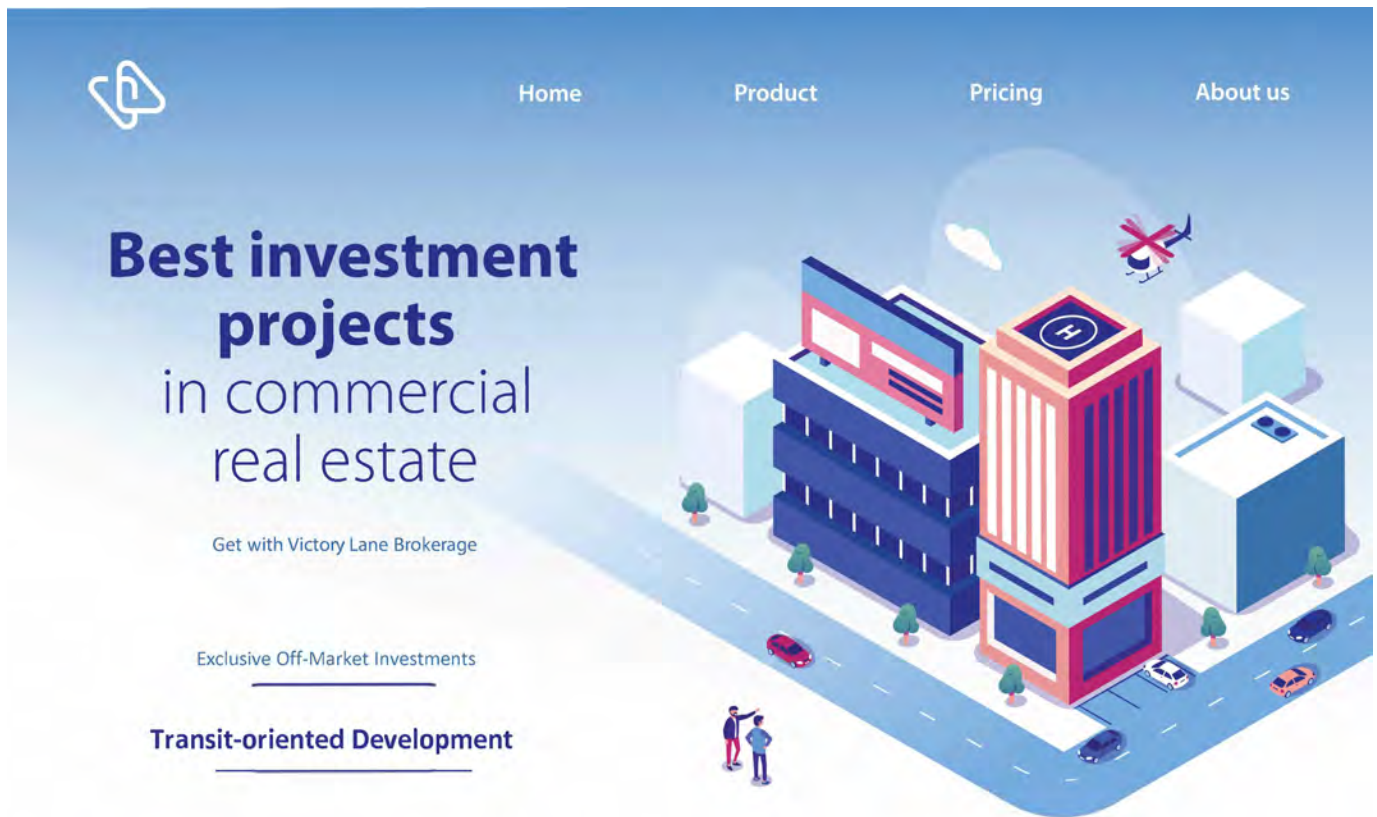 Home Product Pricing About us
Best investment
projects
in commercial
real estate
Get with Victory Lane Brokerage
Exclusive Off-Market Investments
Transit-oriented Development
H